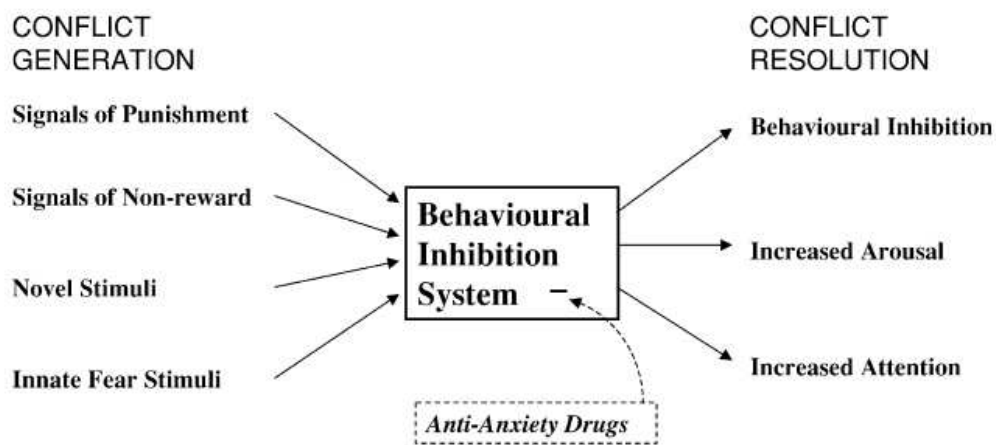 CONFLICT
GENERATION
Signals of Punishment
Signals of Non-reward
Novel Stimuli
Innate Fear Stimuli
Behavioural
Inhibition
System −
Anti-Anxiety Drugs
CONFLICT
RESOLUTION
Behavioural Inhibition
Increased Arousal
Increased Attention